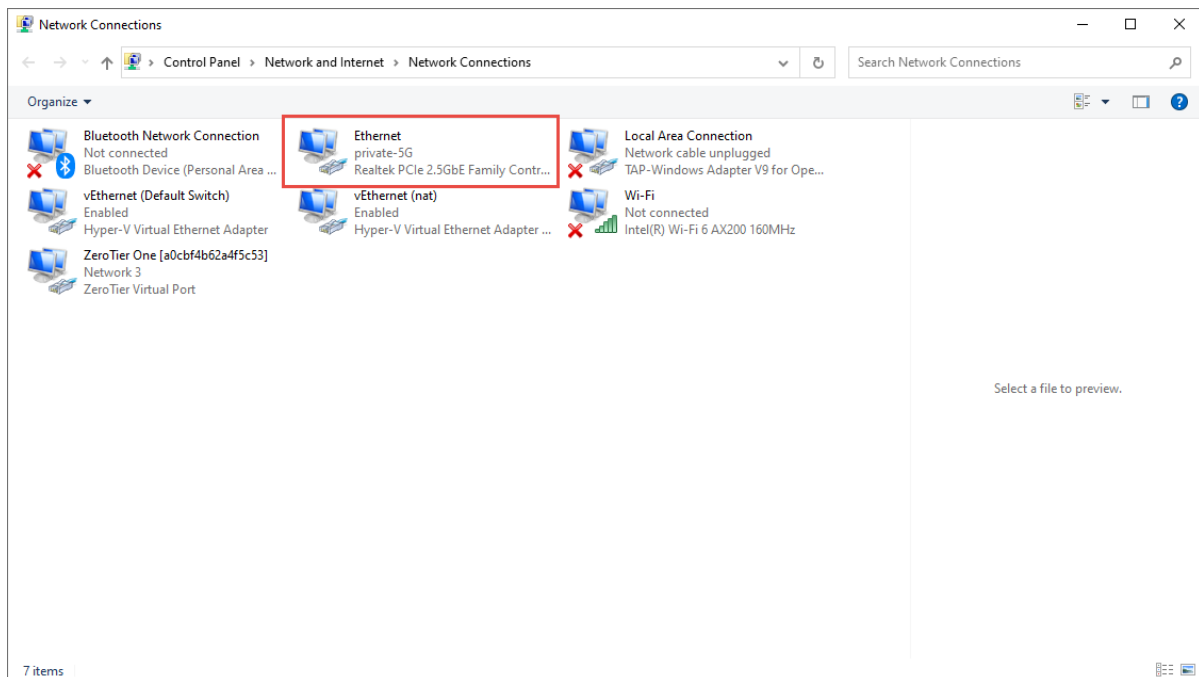 Network Connections
Control Panel > Network and Internet > Network Connections
Search Network Connections
Organize
Bluetooth Network Connection
Not connected
Bluetooth Device (Personal Area ...
Ethernet
private-5G
Realtek PCIe 2.5GbE Family Contr...
Local Area Connection
Network cable unplugged
TAP-Windows Adapter V9 for Ope...
vEthernet (Default Switch)
Enabled
Hyper-V Virtual Ethernet Adapter
vEthernet (nat)
Enabled
Hyper-V Virtual Ethernet Adapter ...
Wi-Fi
Not connected
Intel(R) Wi-Fi 6 AX200 160MHz
ZeroTier One [a0cbf4b62a4f5c53]
Network 3
ZeroTier Virtual Port
Select a file to preview.
7 items